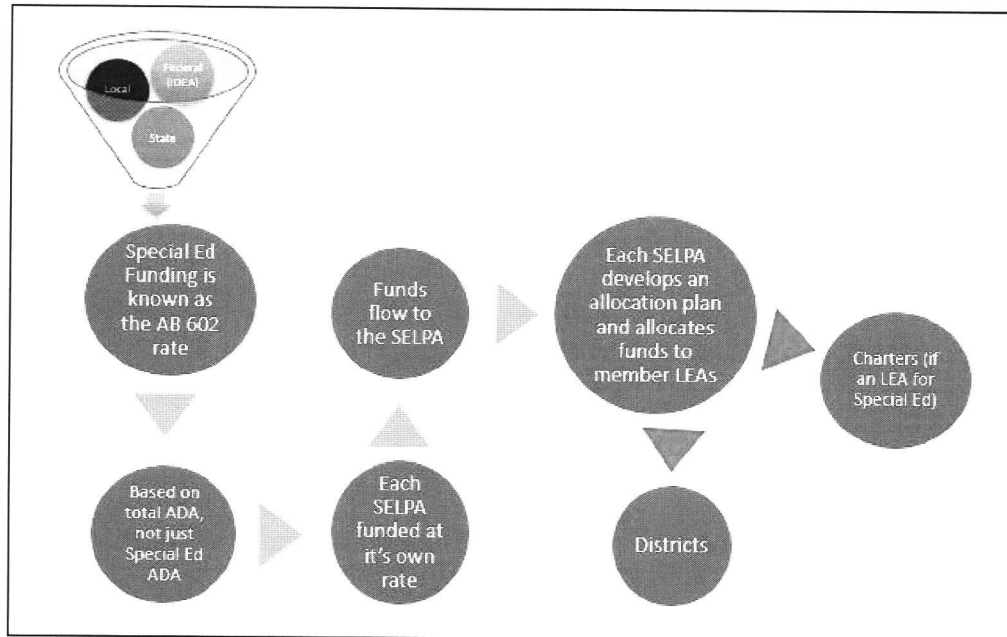 Federal
(IDEA)
Local
State
Special Ed
Funding is
known as
the AB 602
rate
Based on
total ADA,
not just
Special Ed
ADA
Each
SELPA
funded at
it's own
rate
Funds
flow to
the SELPA
Each SELPA
develops an
allocation plan
and allocates
funds to
member LEAs
Charters (if
an LEA for
Special Ed)
Districts